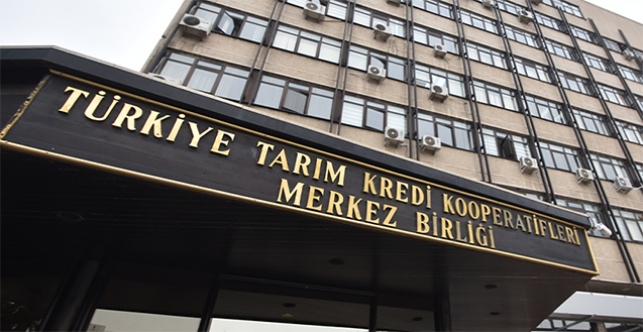 TÜRKİYE TARIM KREDİ KOOPERATİFLERİ
MERKEZ BİRLİĞİ